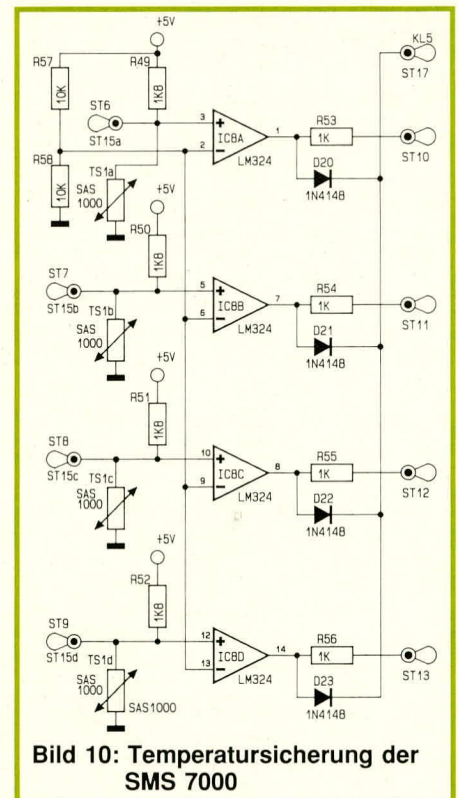 +5V
KL5
R57
R49
ST17
10K
1K8
ST6
3
+
1
R53
ST15a
2
-
IC8A
1K
ST10
R58
LM324
D20
10K
TS1a
+5V
1N4148
SAS
1000
R50
ST7
1K8
5
+
7
R54
ST15b
TS1b
6
-
IC8B
1K
ST11
SAS
1000
+5V
LM324
D21
1N4148
R51
ST8
1K8
10
+
8
R55
ST15c
TS1c
9
-
IC8C
1K
ST12
SAS
1000
+5V
LM324
D22
1N4148
R52
ST9
1K8
12
+
14
R56
ST15d
TS1d
13
-
IC8D
1K
ST13
SAS
1000
SAS1000
LM324
D23
1N4148
Bild 10: Temperatursicherung der
SMS 7000